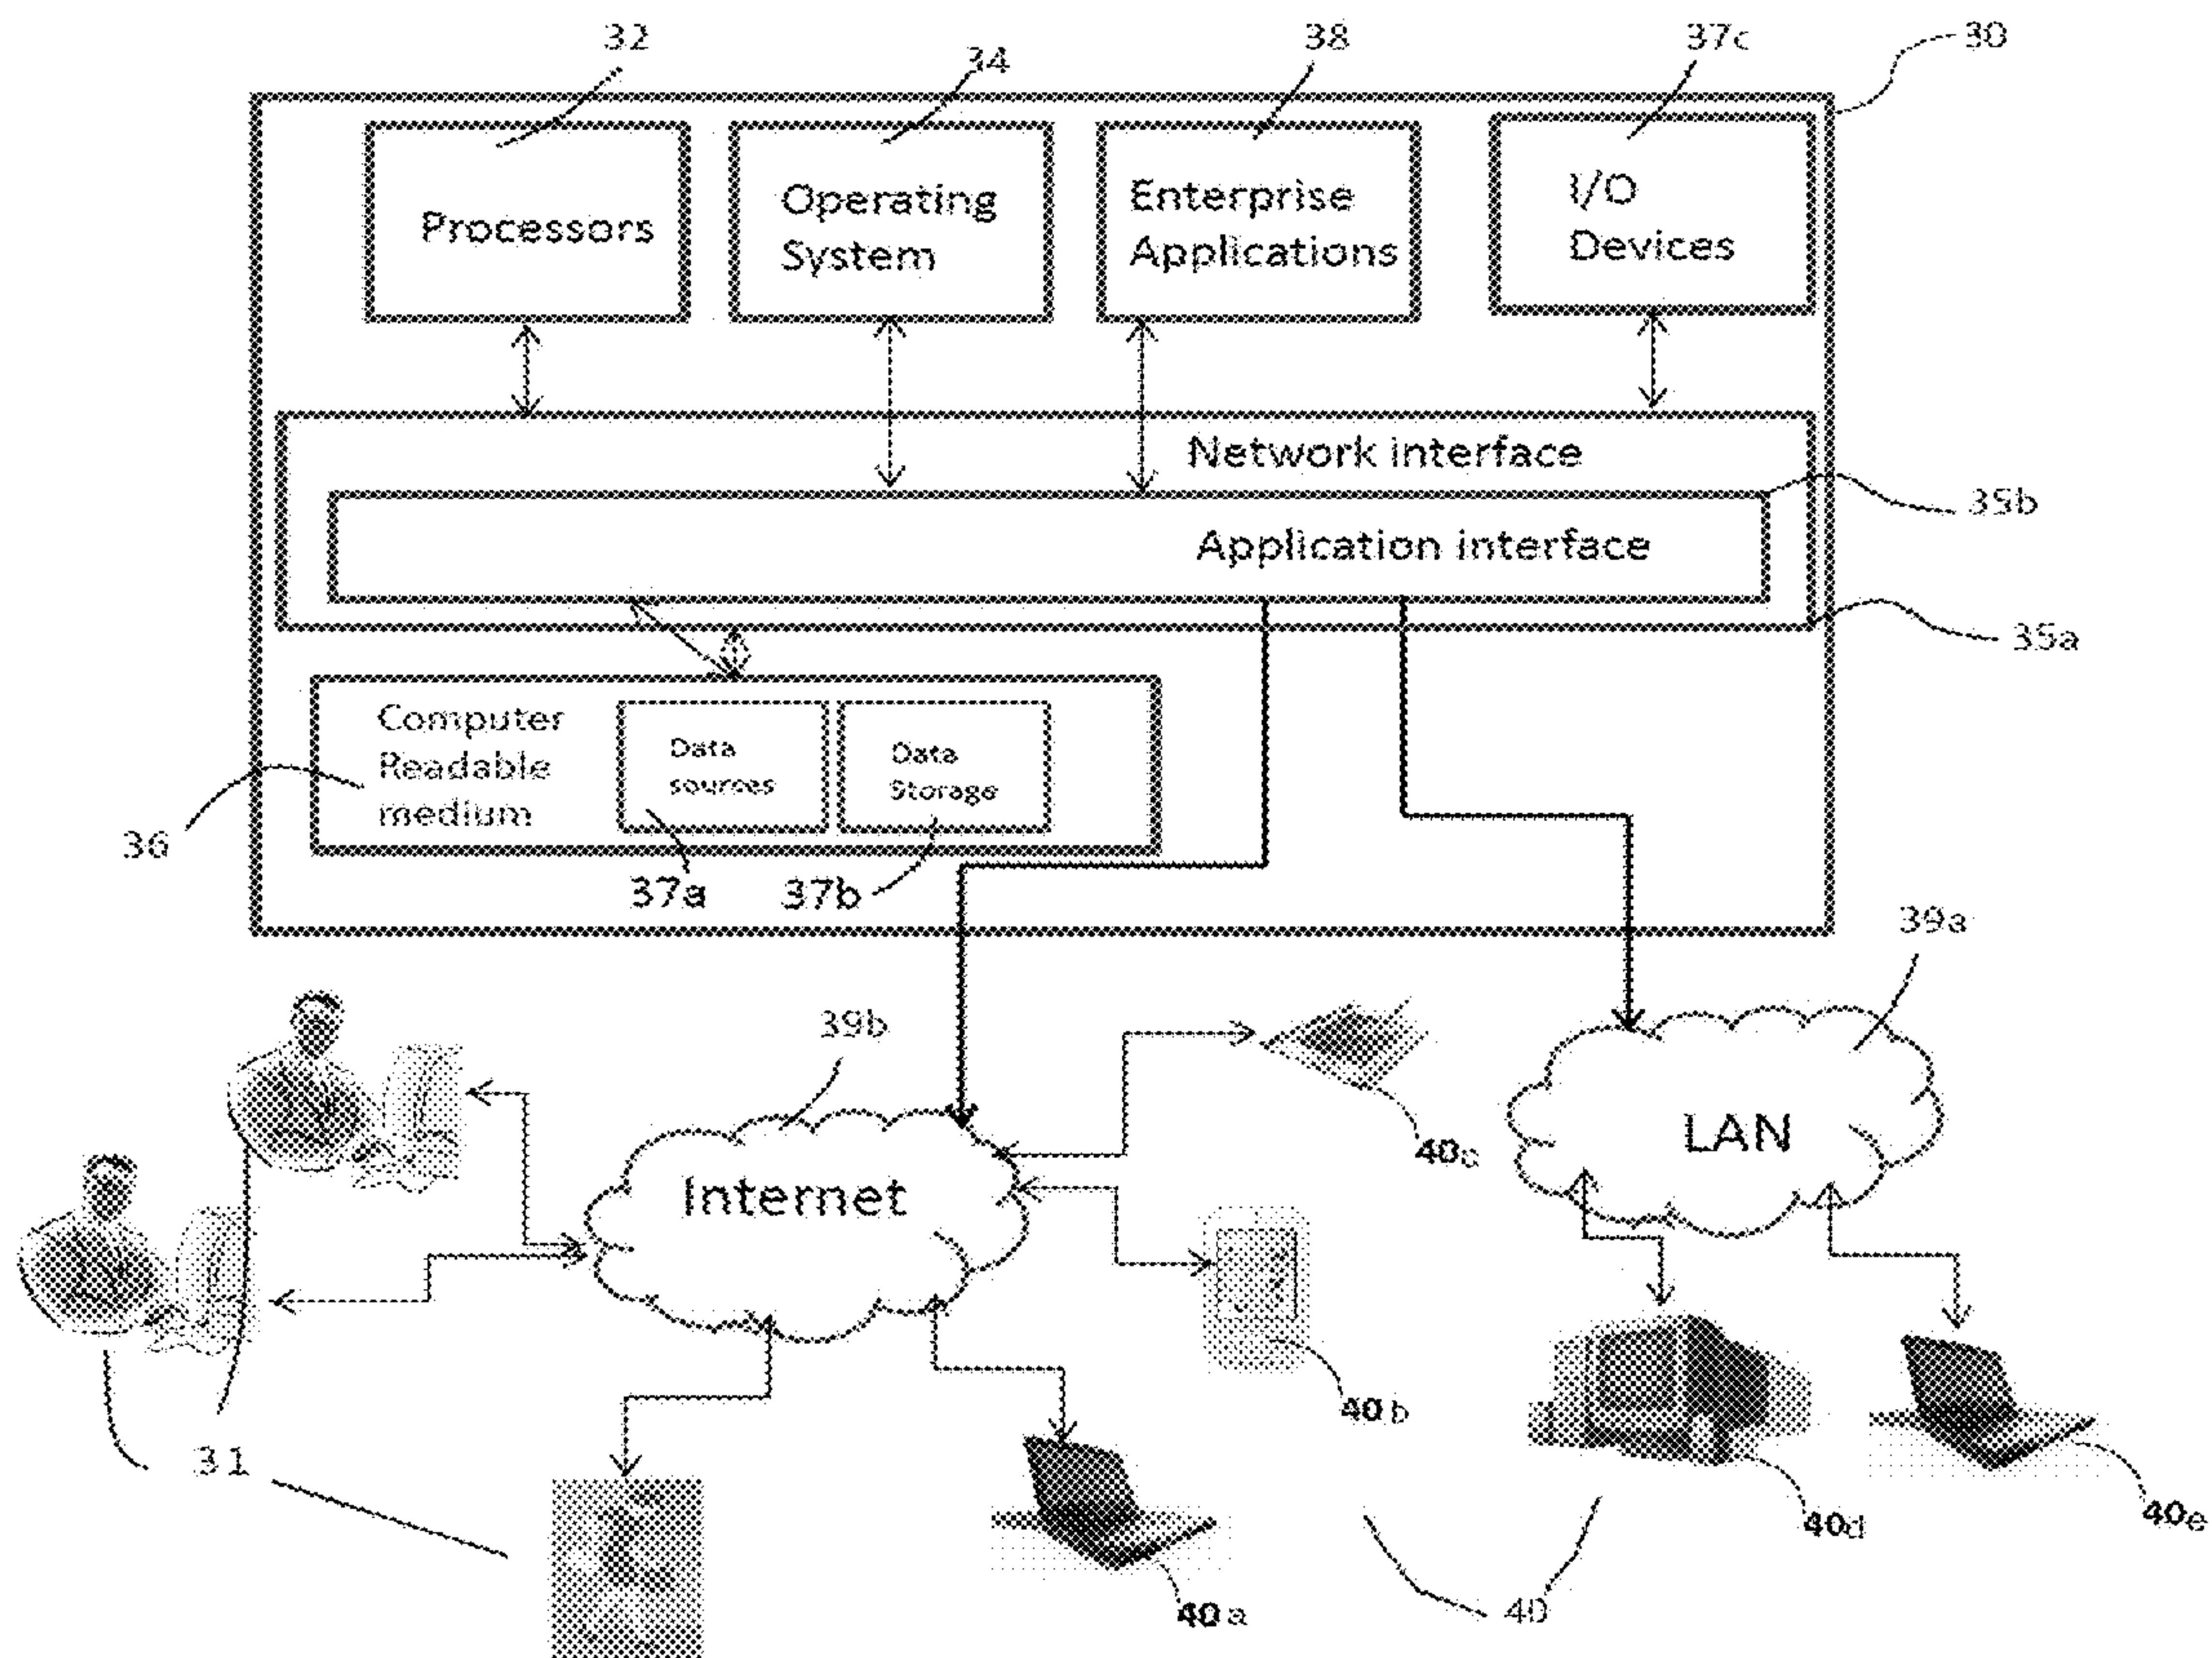 32
34
38
37c
30
Processors
Operating
System
Enterprise
Applications
I/O
Devices
Network interface
35b
Application interface
35a
Computer
Readable
medium
Data
sources
Data
Storage
36
37a
37b
39a
39b
LAN
Internet
40c
40b
31
40d
40e
40a
40